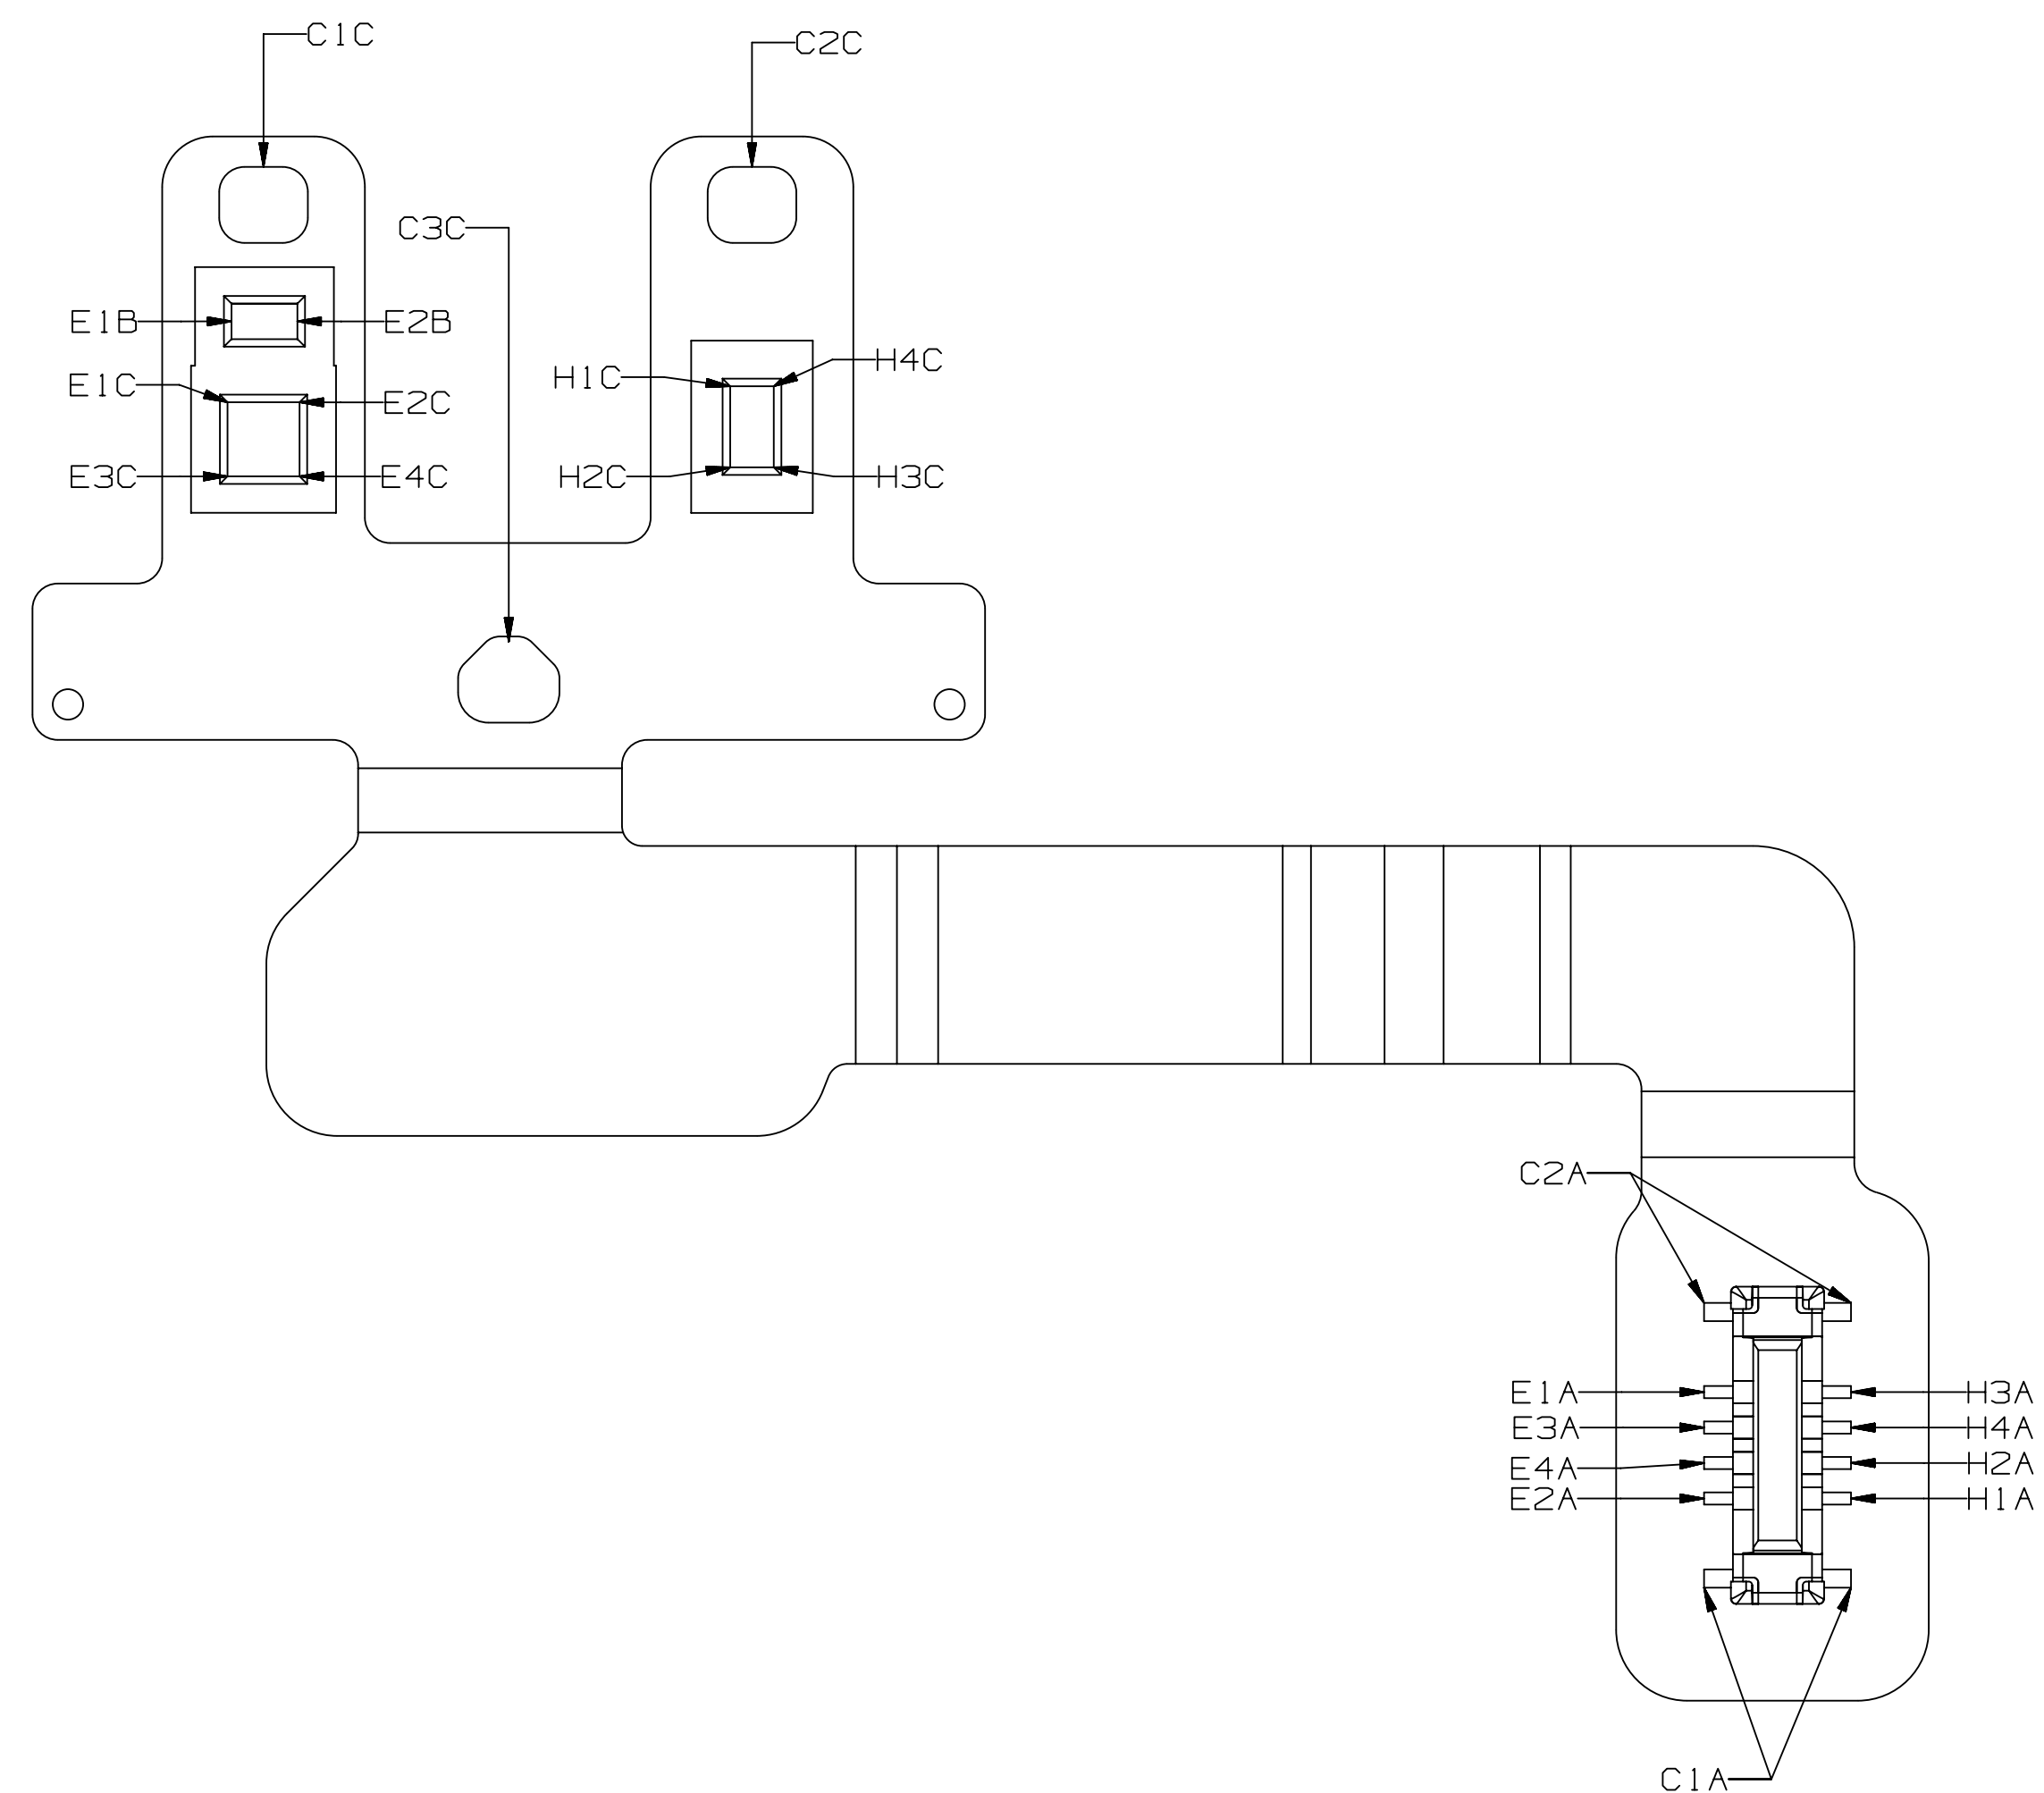 C1C
C2C
C3C
E1B
E2B
E1C
E2C
E3C
E4C
H1C
H4C
H2C
H3C
C2A
E1A
H3A
E3A
H4A
E4A
H2A
E2A
H1A
C1A